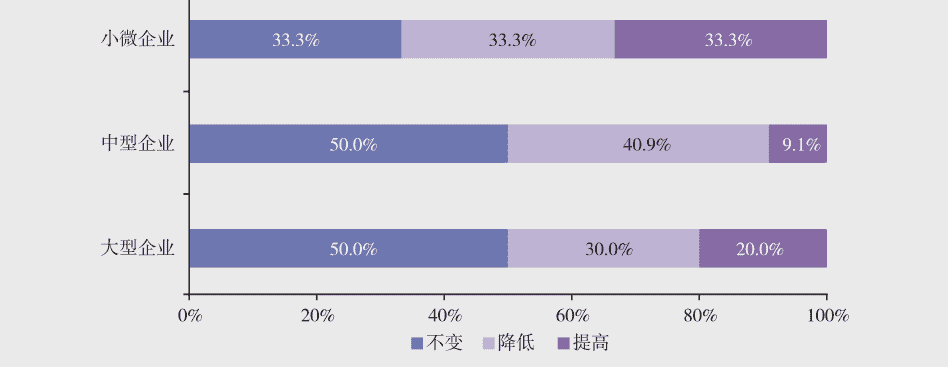 小微企业 33.3% 33.3% 33.3%
中型企业 50.0% 40.9% 9.1%
大型企业 50.0% 30.0% 20.0%
0% 20% 40% 60% 80% 100%
不变 降低 提高